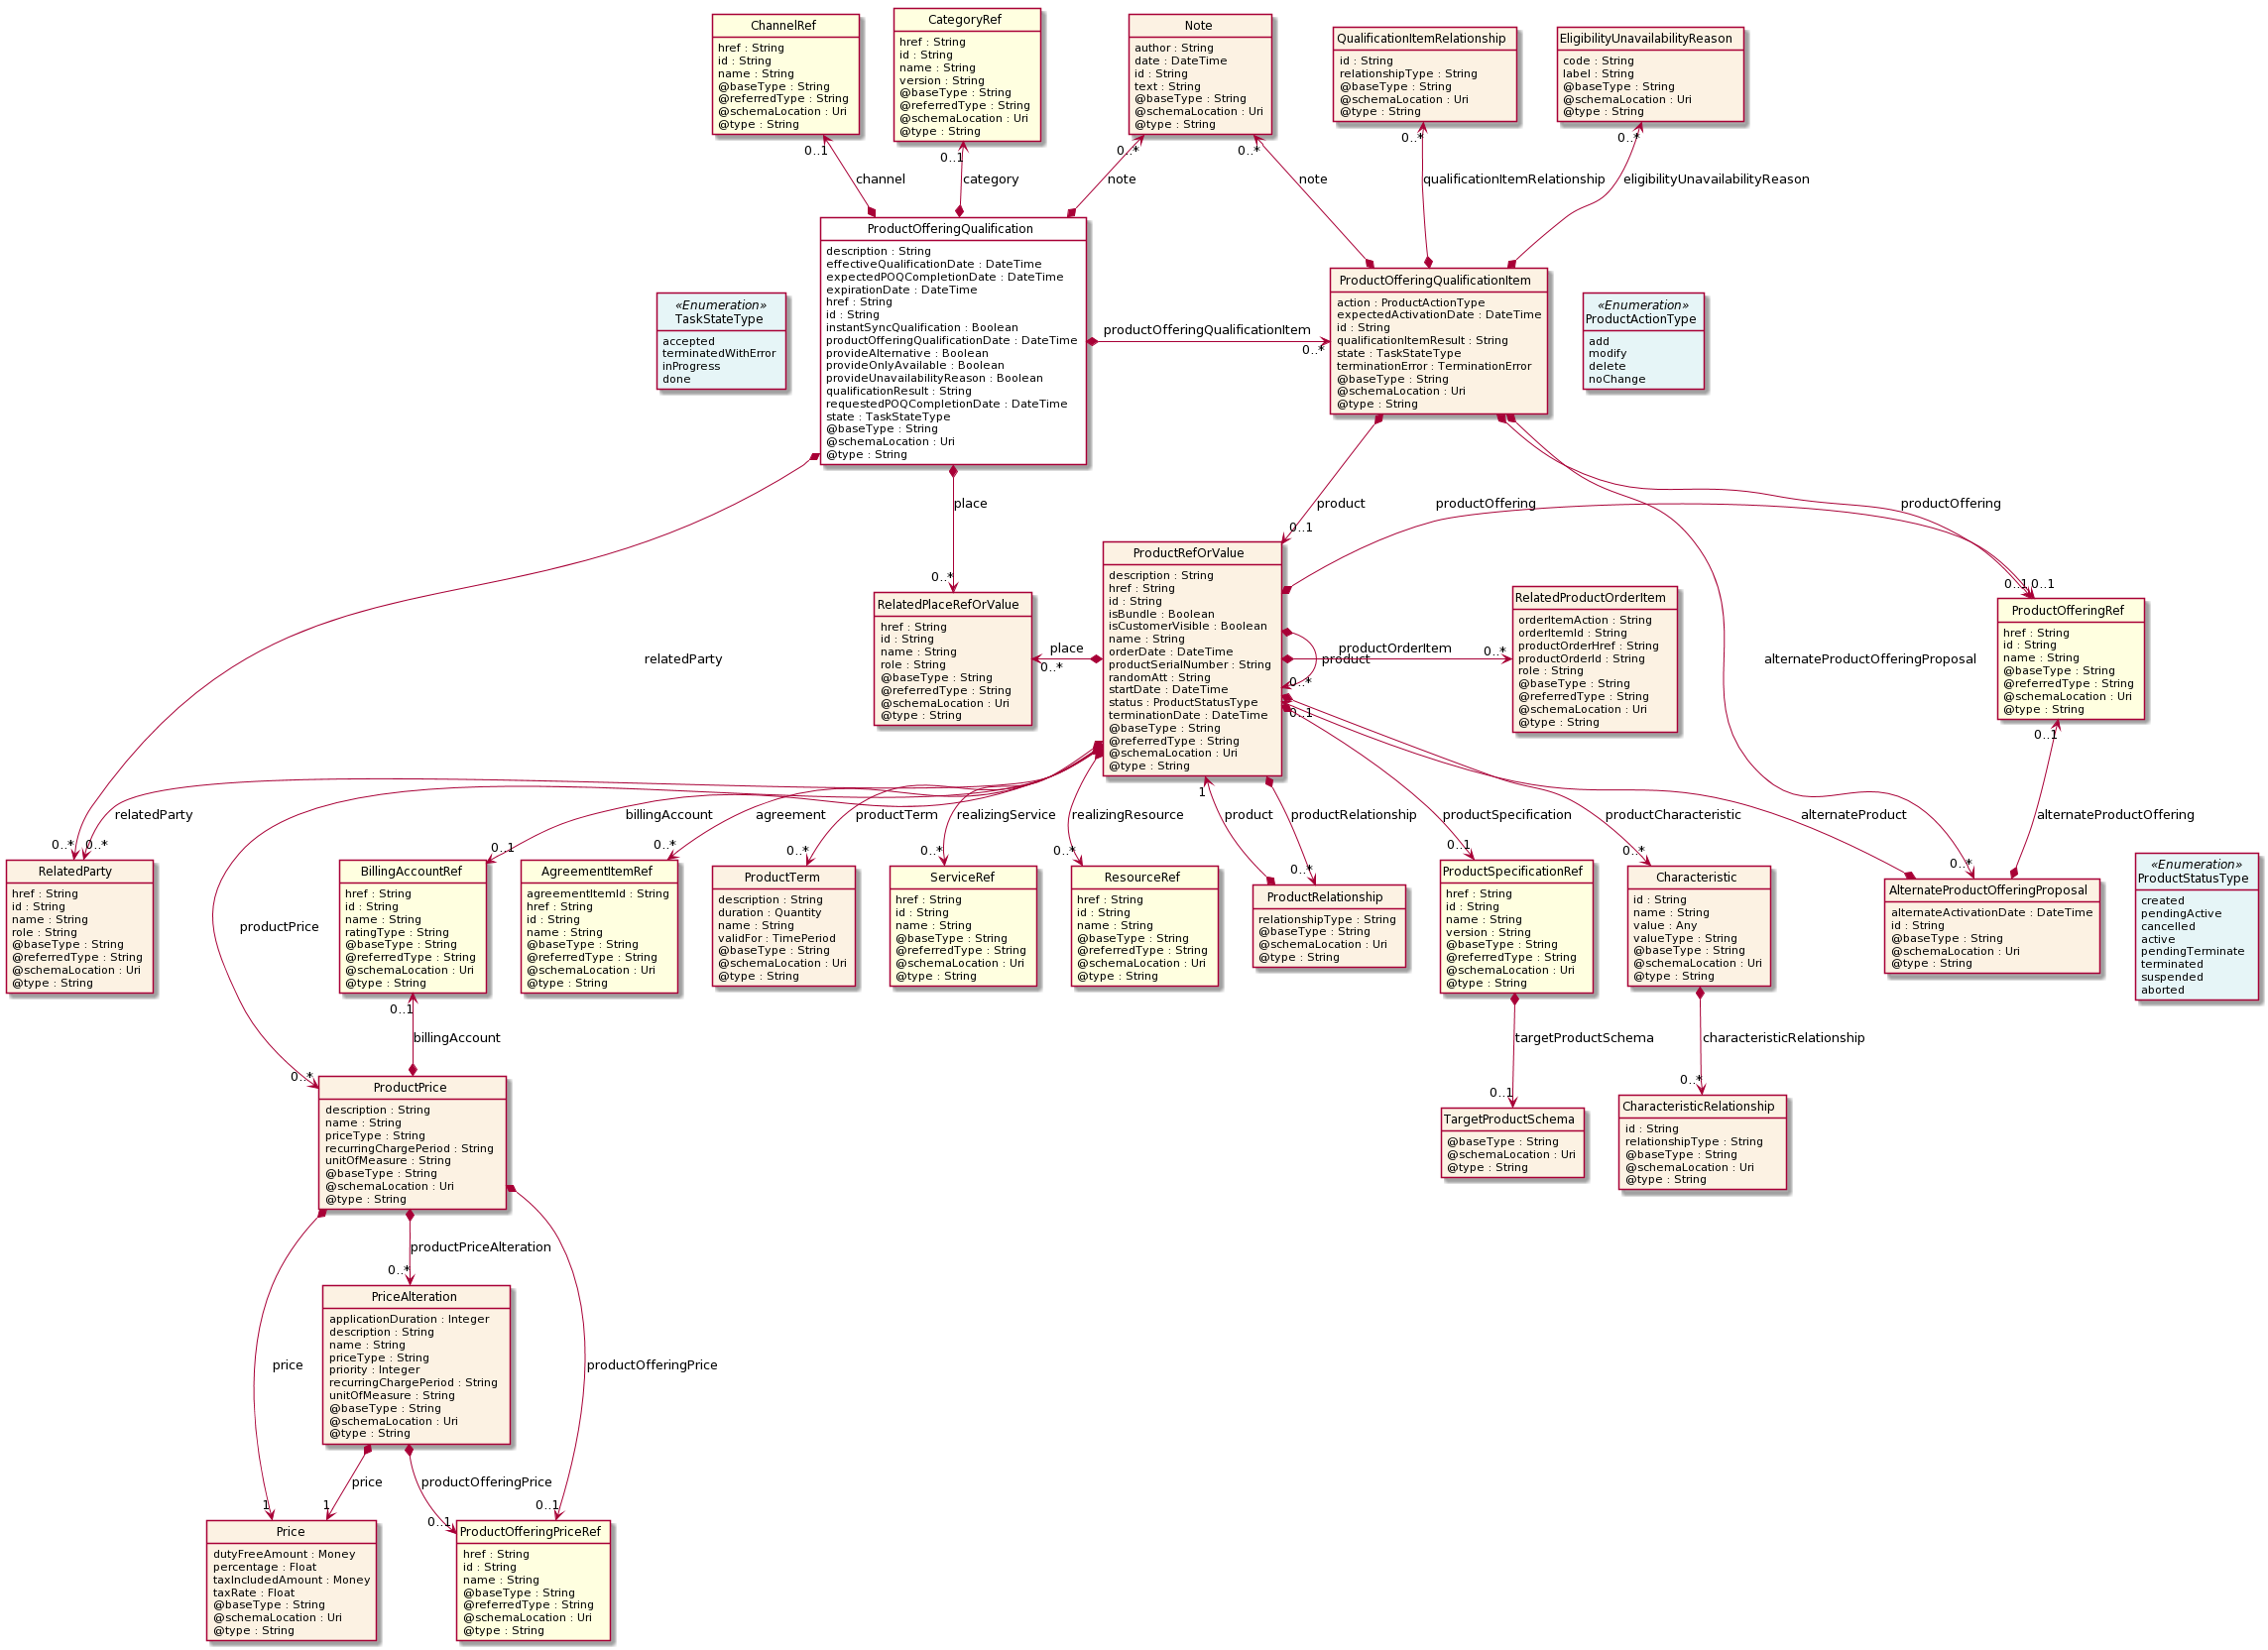 ChannelRef
href : String
id : String
name : String
@baseType : String
@referredType : String
@schemaLocation : Uri
@type : String
CategoryRef
href : String
id : String
name : String
version : String
@baseType : String
@referredType : String
@schemaLocation : Uri
@type : String
Note
author : String
date : DateTime
id : String
text : String
@baseType : String
@schemaLocation : Uri
@type : String
QualificationItemRelationship
id : String
relationshipType : String
@baseType : String
@schemaLocation : Uri
@type : String
EligibilityUnavailabilityReason
code : String
label : String
@baseType : String
@schemaLocation : Uri
@type : String
0..1
0..1
0..*
0..*
0..*
0..*
channel
category
note
note
qualificationItemRelationship
eligibilityUnavailabilityReason
«Enumeration»
TaskStateType
accepted
terminatedWithError
inProgress
done
ProductOfferingQualification
description : String
effectiveQualificationDate : DateTime
expectedPOQCompletionDate : DateTime
expirationDate : DateTime
href : String
id : String
instantSyncQualification : Boolean
productOfferingQualificationDate : DateTime
provideAlternative : Boolean
provideOnlyAvailable : Boolean
provideUnavailabilityReason : Boolean
qualificationResult : String
requestedPOQCompletionDate : DateTime
state : TaskStateType
@baseType : String
@schemaLocation : Uri
@type : String
productOfferingQualificationItem
0..*
ProductOfferingQualificationItem
action : ProductActionType
expectedActivationDate : DateTime
id : String
qualificationItemResult : String
state : TaskStateType
terminationError : TerminationError
@baseType : String
@schemaLocation : Uri
@type : String
«Enumeration»
ProductActionType
add
modify
delete
noChange
place
product
productOffering
productOffering
0..*
0..1
0..1
0..1
RelatedPlaceRefOrValue
href : String
id : String
name : String
role : String
@baseType : String
@referredType : String
@schemaLocation : Uri
@type : String
place
0..*
ProductRefOrValue
description : String
href : String
id : String
isBundle : Boolean
isCustomerVisible : Boolean
name : String
orderDate : DateTime
productSerialNumber : String
randomAtt : String
startDate : DateTime
status : ProductStatusType
terminationDate : DateTime
@baseType : String
@referredType : String
@schemaLocation : Uri
@type : String
productOrderItem
0..*
product
0..*
0..1
RelatedProductOrderItem
orderItemAction : String
orderItemId : String
productOrderHref : String
productOrderId : String
role : String
@baseType : String
@referredType : String
@schemaLocation : Uri
@type : String
ProductOfferingRef
href : String
id : String
name : String
@baseType : String
@referredType : String
@schemaLocation : Uri
@type : String
0..1
relatedParty
alternateProductOfferingProposal
relatedParty
billingAccount
agreement
productTerm
realizingService
realizingResource
1
product
productRelationship
productSpecification
productCharacteristic
alternateProduct
alternateProductOffering
0..*
0..*
0..1
0..*
0..*
0..*
0..*
0..*
0..1
0..*
0..*
RelatedParty
href : String
id : String
name : String
role : String
@baseType : String
@referredType : String
@schemaLocation : Uri
@type : String
productPrice
BillingAccountRef
href : String
id : String
name : String
ratingType : String
@baseType : String
@referredType : String
@schemaLocation : Uri
@type : String
AgreementItemRef
agreementItemId : String
href : String
id : String
name : String
@baseType : String
@referredType : String
@schemaLocation : Uri
@type : String
ProductTerm
description : String
duration : Quantity
name : String
validFor : TimePeriod
@baseType : String
@schemaLocation : Uri
@type : String
ServiceRef
href : String
id : String
name : String
@baseType : String
@referredType : String
@schemaLocation : Uri
@type : String
ResourceRef
href : String
id : String
name : String
@baseType : String
@referredType : String
@schemaLocation : Uri
@type : String
ProductRelationship
relationshipType : String
@baseType : String
@schemaLocation : Uri
@type : String
ProductSpecificationRef
href : String
id : String
name : String
version : String
@baseType : String
@referredType : String
@schemaLocation : Uri
@type : String
Characteristic
id : String
name : String
value : Any
valueType : String
@baseType : String
@schemaLocation : Uri
@type : String
AlternateProductOfferingProposal
alternateActivationDate : DateTime
id : String
@baseType : String
@schemaLocation : Uri
@type : String
«Enumeration»
ProductStatusType
created
pendingActive
cancelled
active
pendingTerminate
terminated
suspended
aborted
0..1
billingAccount
targetProductSchema
characteristicRelationship
0..*
0..1
0..*
ProductPrice
description : String
name : String
priceType : String
recurringChargePeriod : String
unitOfMeasure : String
@baseType : String
@schemaLocation : Uri
@type : String
TargetProductSchema
@baseType : String
@schemaLocation : Uri
@type : String
CharacteristicRelationship
id : String
relationshipType : String
@baseType : String
@schemaLocation : Uri
@type : String
productPriceAlteration
0..*
PriceAlteration
applicationDuration : Integer
description : String
name : String
priceType : String
priority : Integer
recurringChargePeriod : String
unitOfMeasure : String
@baseType : String
@schemaLocation : Uri
@type : String
price
productOfferingPrice
price
productOfferingPrice
1
1
0..1
0..1
Price
dutyFreeAmount : Money
percentage : Float
taxIncludedAmount : Money
taxRate : Float
@baseType : String
@schemaLocation : Uri
@type : String
ProductOfferingPriceRef
href : String
id : String
name : String
@baseType : String
@referredType : String
@schemaLocation : Uri
@type : String